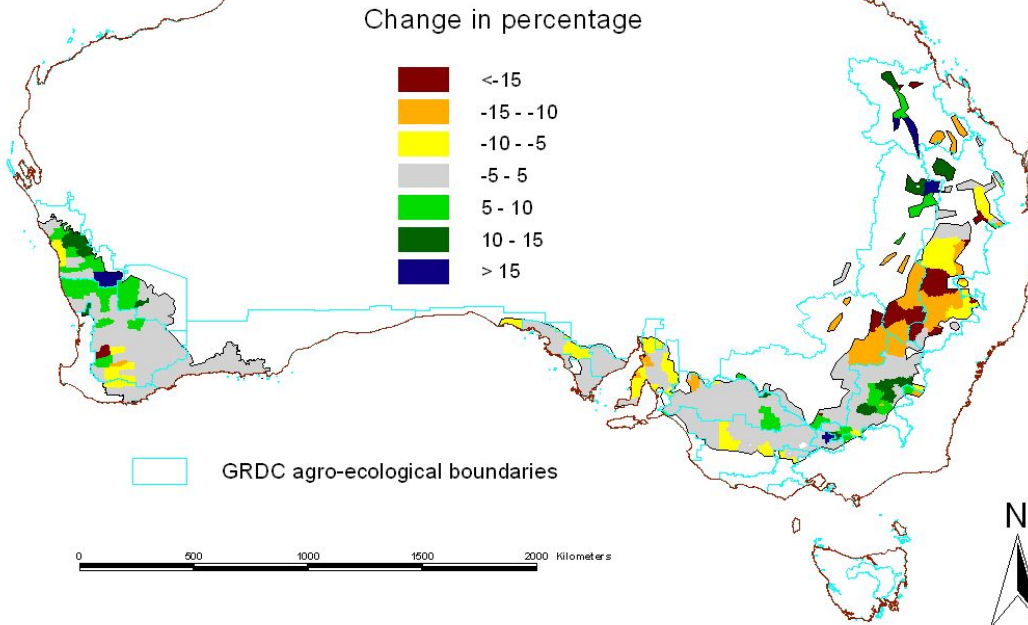 Change in percentage
<-15
-15 - -10
-10 - -5
-5 - 5
5 - 10
10 - 15
> 15
GRDC agro-ecological boundaries
0 500 1000 1500 2000 Kilometers
N